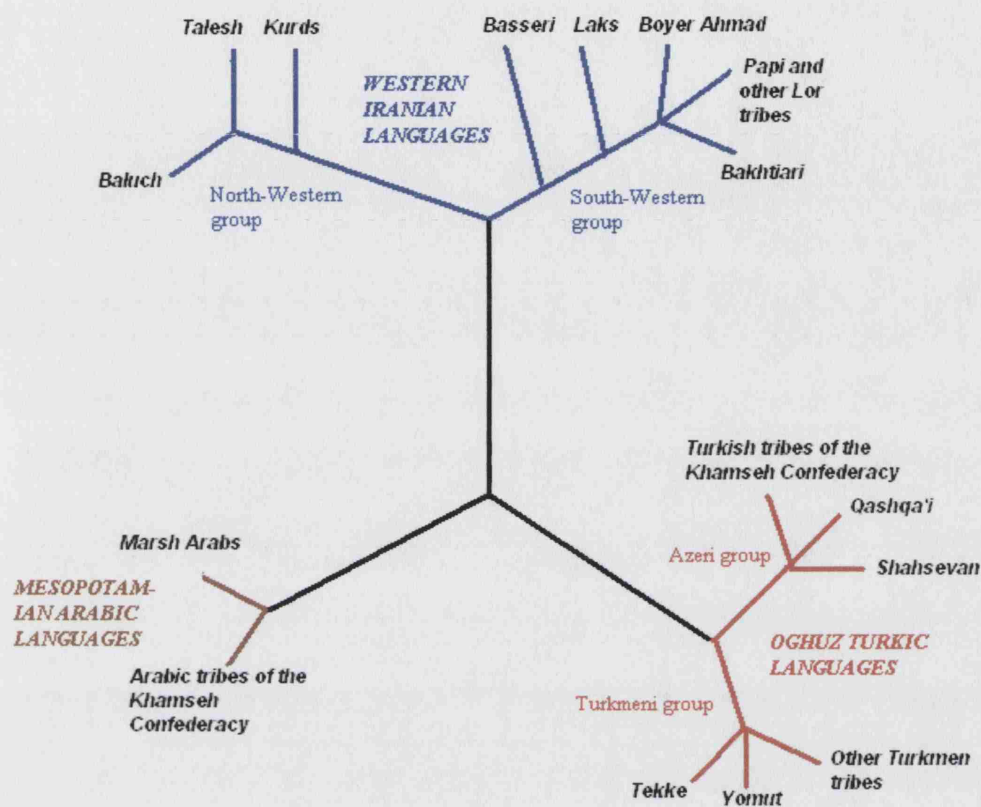 Talesh
Kurds
Basseri
Laks
Boyer Ahmad
WESTERN
IRANIAN
LANGUAGES
Papi and
other Lor
tribes
Baluch
Bakhtiari
North-Western
group
South-Western
group
Turkish tribes of the
Khamseh Confederacy
Qashqa'i
Marsh Arabs
Azeri group
Shahsevan
MESOPOTAM-
IAN ARABIC
LANGUAGES
OGHUZ TURKIC
LANGUAGES
Arabic tribes of the
Khamseh
Confederacy
Turkmeni group
Other Turkmen
tribes
Tekke
Yomut